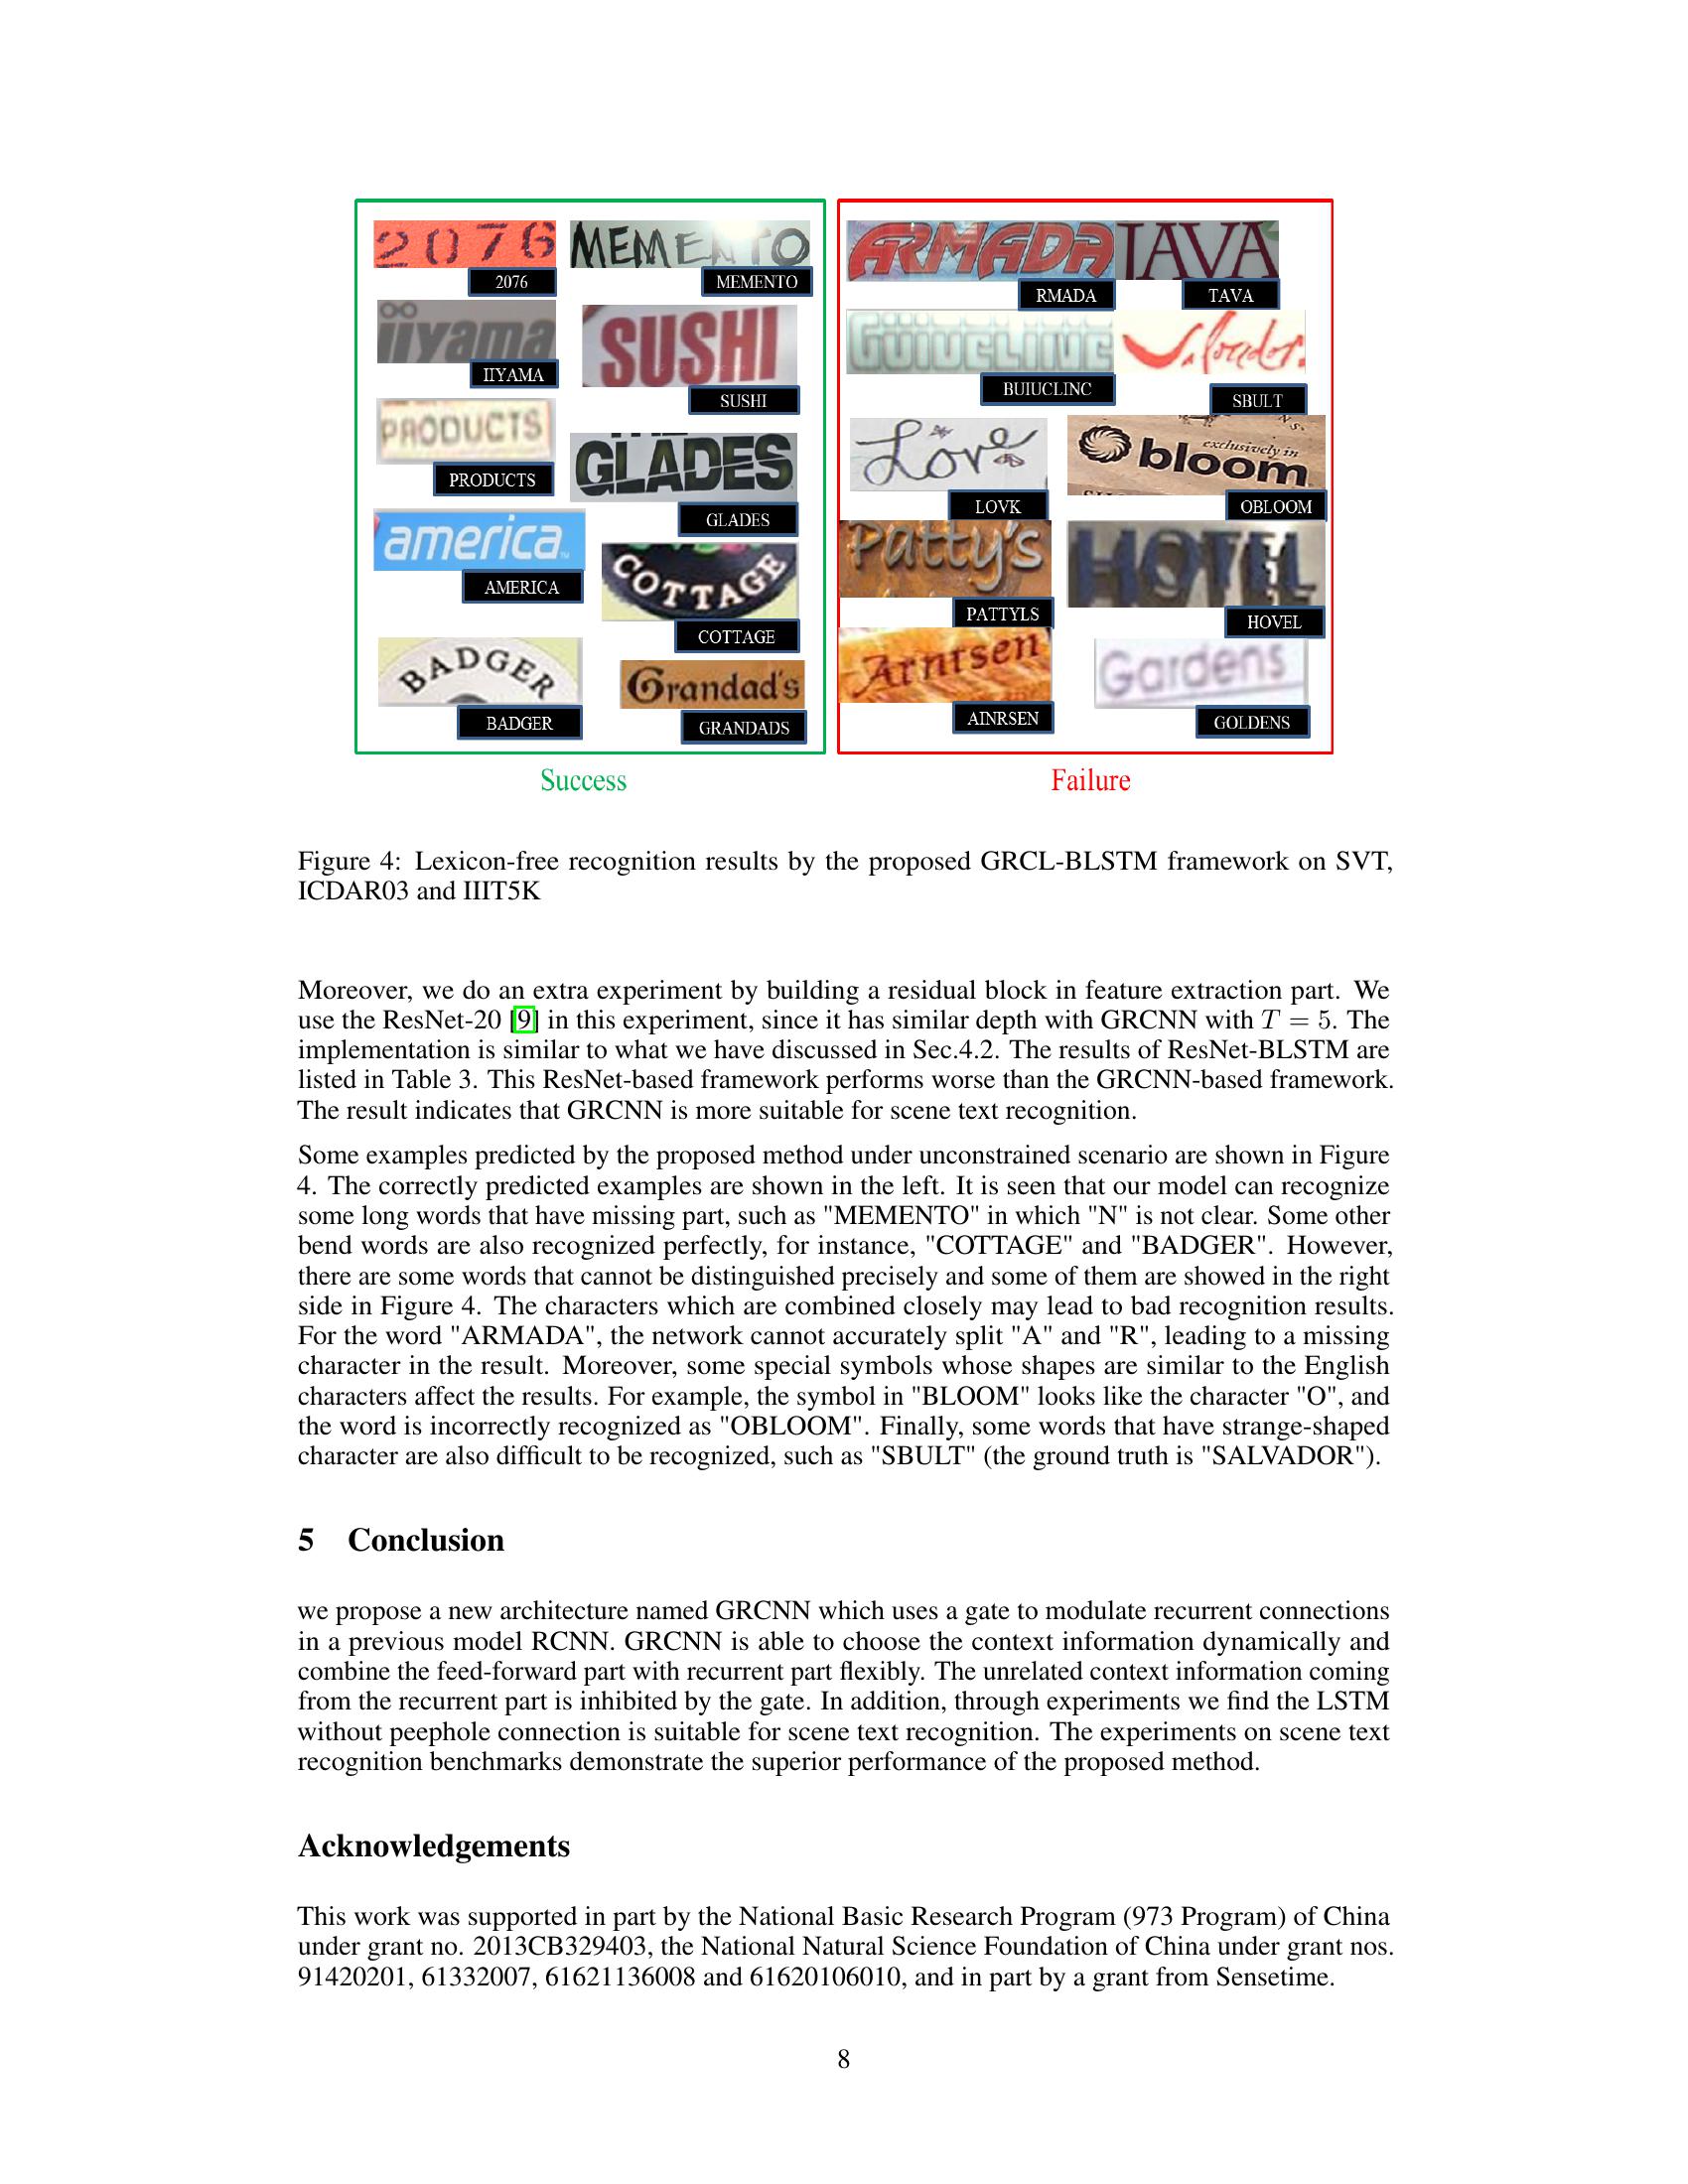 2076
MEMENTO
2076
MEMENTO
iiyama
SUSHI
IIYAMA
SUSHI
PRODUCTS
GLADES
PRODUCTS
GLADES
america
COTTAGE
AMERICA
COTTAGE
BADGER
Grandad's
BADGER
GRANDADS
Success
ARMADA
RMADA
TAVA
BUIUCLINC
SBULT
Love
exclusively in
bloom
LOVK
OBLOOM
Patty's
HOTEL
PATTYLS
HOVEL
Arntsen
Gardens
AINRSEN
GOLDENS
Failure
Figure 4: Lexicon-free recognition results by the proposed GRCL-BLSTM framework on SVT,
ICDAR03 and IIIT5K
Moreover, we do an extra experiment by building a residual block in feature extraction part. We
use the ResNet-20 [9] in this experiment, since it has similar depth with GRCNN with T = 5. The
implementation is similar to what we have discussed in Sec.4.2. The results of ResNet-BLSTM are
listed in Table 3. This ResNet-based framework performs worse than the GRCNN-based framework.
The result indicates that GRCNN is more suitable for scene text recognition.
Some examples predicted by the proposed method under unconstrained scenario are shown in Figure
4. The correctly predicted examples are shown in the left. It is seen that our model can recognize
some long words that have missing part, such as "MEMENTO" in which "N" is not clear. Some other
bend words are also recognized perfectly, for instance, "COTTAGE" and "BADGER". However,
there are some words that cannot be distinguished precisely and some of them are showed in the right
side in Figure 4. The characters which are combined closely may lead to bad recognition results.
For the word "ARMADA", the network cannot accurately split "A" and "R", leading to a missing
character in the result. Moreover, some special symbols whose shapes are similar to the English
characters affect the results. For example, the symbol in "BLOOM" looks like the character "O", and
the word is incorrectly recognized as "OBLOOM". Finally, some words that have strange-shaped
character are also difficult to be recognized, such as "SBULT" (the ground truth is "SALVADOR").
5 Conclusion
we propose a new architecture named GRCNN which uses a gate to modulate recurrent connections
in a previous model RCNN. GRCNN is able to choose the context information dynamically and
combine the feed-forward part with recurrent part flexibly. The unrelated context information coming
from the recurrent part is inhibited by the gate. In addition, through experiments we find the LSTM
without peephole connection is suitable for scene text recognition. The experiments on scene text
recognition benchmarks demonstrate the superior performance of the proposed method.
Acknowledgements
This work was supported in part by the National Basic Research Program (973 Program) of China
under grant no. 2013CB329403, the National Natural Science Foundation of China under grant nos.
91420201, 61332007, 61621136008 and 61620106010, and in part by a grant from Sensetime.
8